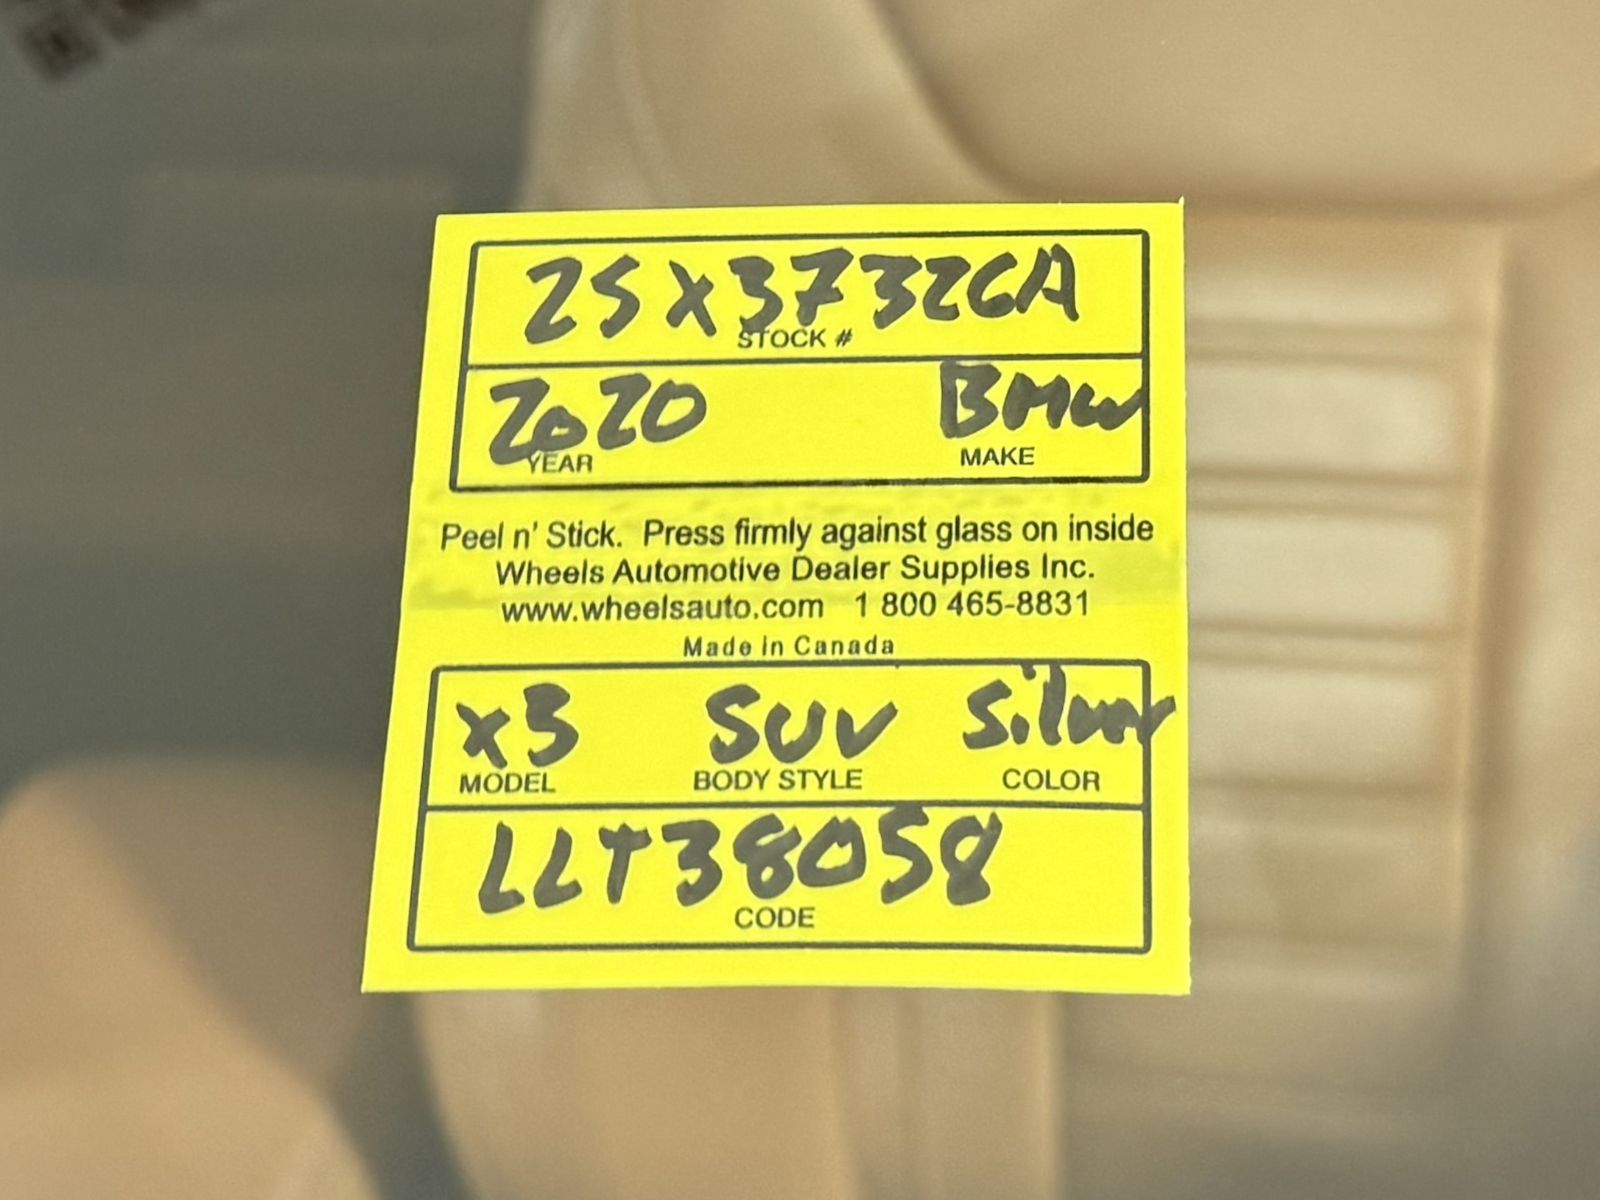 25X37326A
STOCK #
2020 BMW
YEAR MAKE
Peel n' Stick. Press firmly against glass on inside
Wheels Automotive Dealer Supplies Inc.
www.wheelsauto.com 1 800 465-8831
Made in Canada
X3 SUV Silver
MODEL BODY STYLE COLOR
LLT38058
CODE